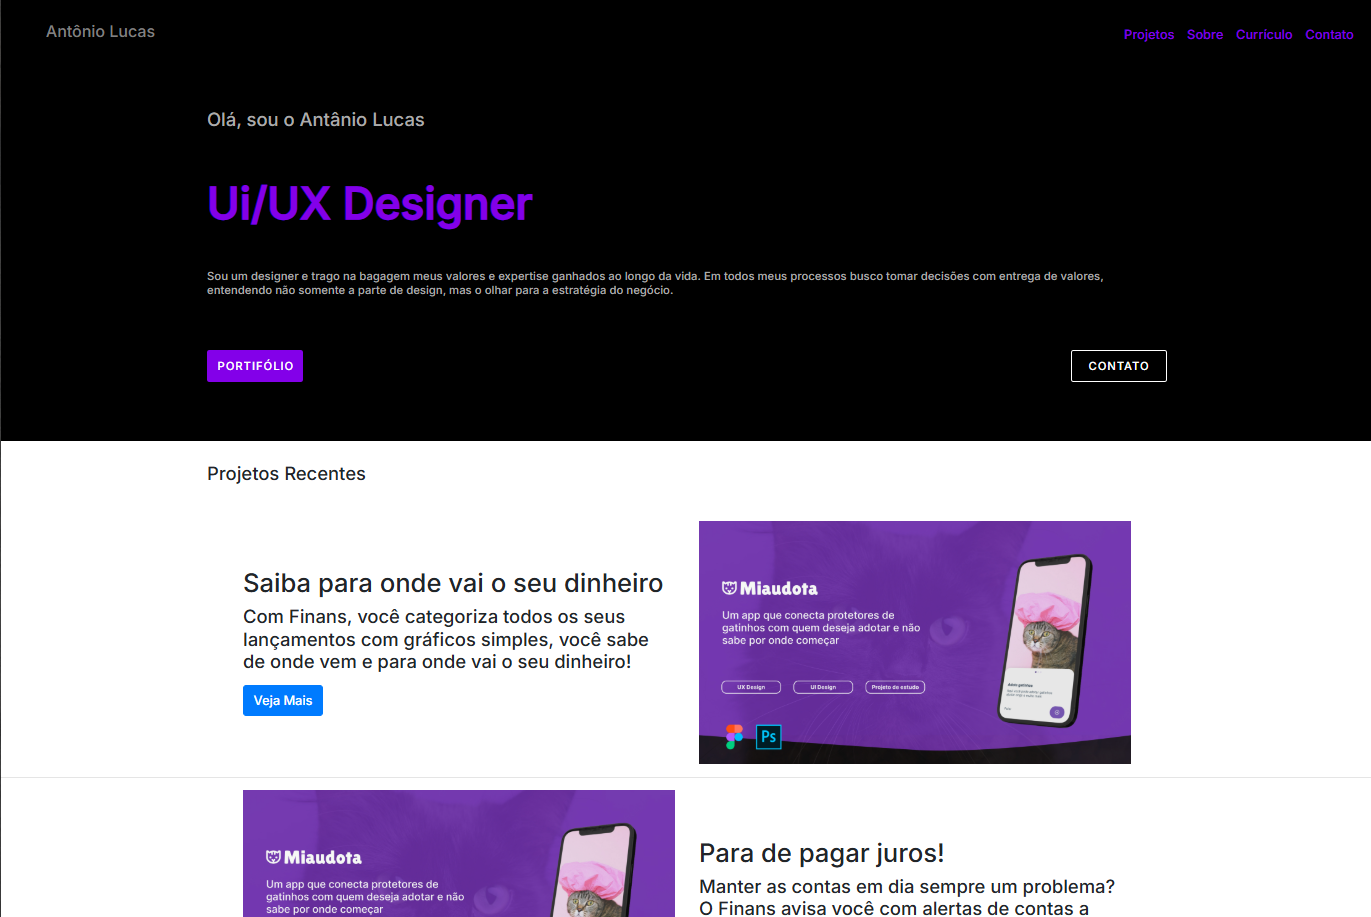 Antônio Lucas
Projetos Sobre Currículo Contato
Olá, sou o Antânio Lucas
Ui/UX Designer
Sou um designer e trago na bagagem meus valores e expertise ganhados ao longo da vida. Em todos meus processos busco tomar decisões com entrega de valores,
entendendo não somente a parte de design, mas o olhar para a estratégia do negócio.
PORTIFÓLIO
CONTATO
Projetos Recentes
Saiba para onde vai o seu dinheiro
Com Finans, você categoriza todos os seus
lançamentos com gráficos simples, você sabe
de onde vem e para onde vai o seu dinheiro!
Veja Mais
Miaudota
Um app que conecta protetores de
gatinhos com quem deseja adotar e não
sabe por onde começar
UX Design UI Design Projeto de estudo
Ps
Miaudota
Um app que conecta protetores de
gatinhos com quem deseja adotar e não
sabe por onde começar
Para de pagar juros!
Manter as contas em dia sempre um problema?
O Finans avisa você com alertas de contas a